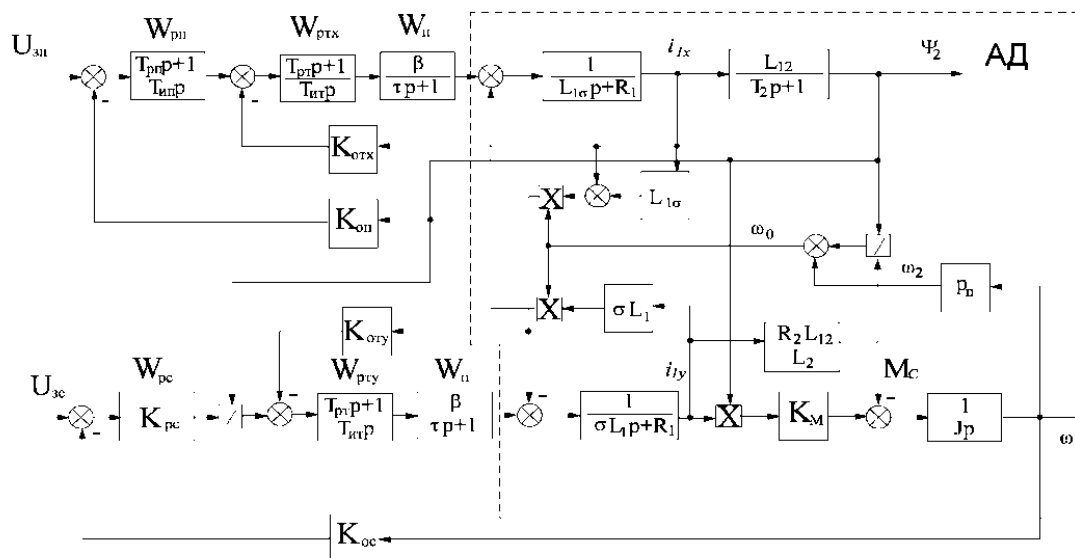 U_зп
W_рп
W_ртх
W_п
i_1x
Ψ_2
АД
T_рп p+1
T_ип p
T_рт p+1
T_ит p
β
τp+1
1
L_1σ p+R_1
L_12
T_2 p+1
K_отх
X
L_1σ
K_оп
ω_0
ω_2
p_п
X
σL_1
K_оту
R_2 L_12
L_2
U_зс
W_рс
W_рту
W_п
i_1y
M_C
K_рс
T_рт p+1
T_ит p
β
τp+1
1
σL_1 p+R_1
X
K_М
1
Jp
ω
K_ос